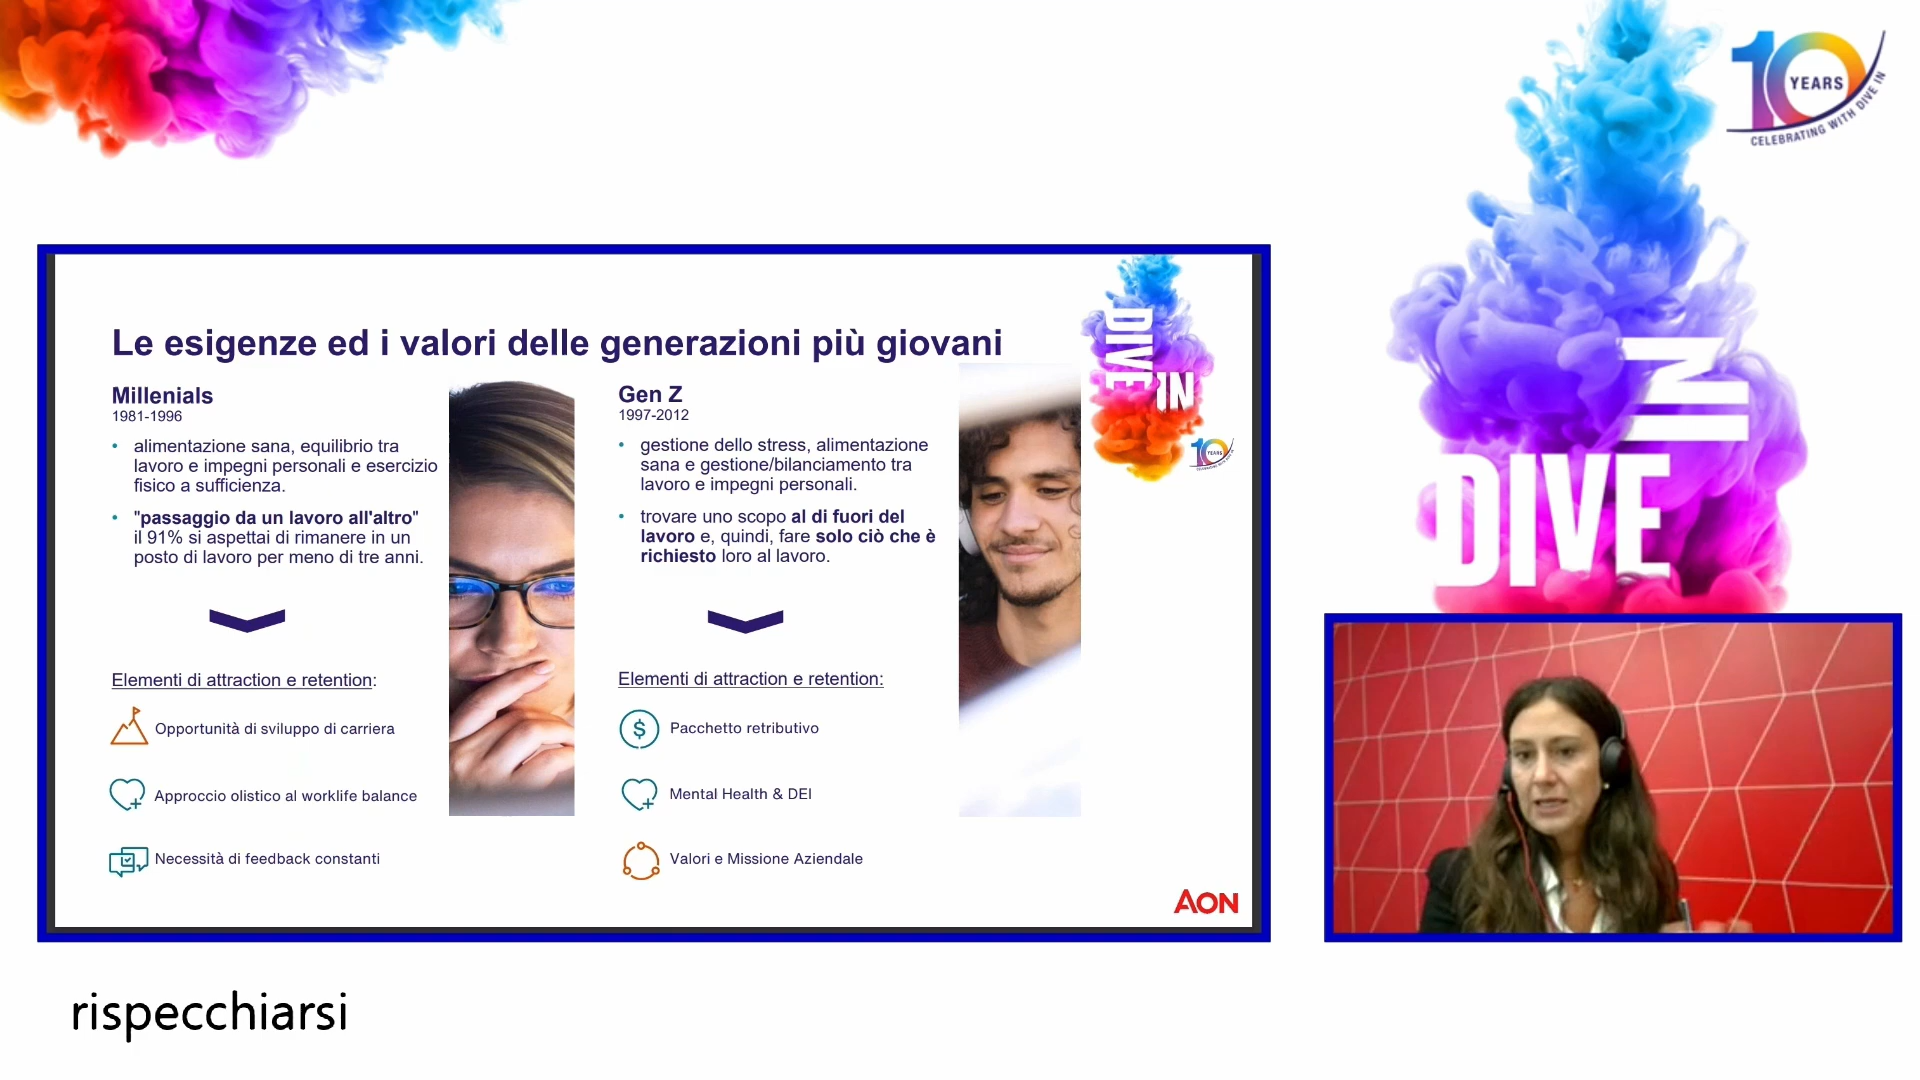 10 YEARS
CELEBRATING WITH DIVE IN
DIVE IN
Le esigenze ed i valori delle generazioni più giovani
DIVE IN
10 YEARS
Millenials
1981-1996
• alimentazione sana, equilibrio tra
lavoro e impegni personali e esercizio
fisico a sufficienza.
• "passaggio da un lavoro all'altro"
il 91% si aspettai di rimanere in un
posto di lavoro per meno di tre anni.
Elementi di attraction e retention:
Opportunità di sviluppo di carriera
Approccio olistico al worklife balance
Necessità di feedback constanti
Gen Z
1997-2012
• gestione dello stress, alimentazione
sana e gestione/bilanciamento tra
lavoro e impegni personali.
• trovare uno scopo al di fuori del
lavoro e, quindi, fare solo ciò che è
richiesto loro al lavoro.
Elementi di attraction e retention:
$
Pacchetto retributivo
Mental Health & DEI
Valori e Missione Aziendale
AON
rispecchiarsi